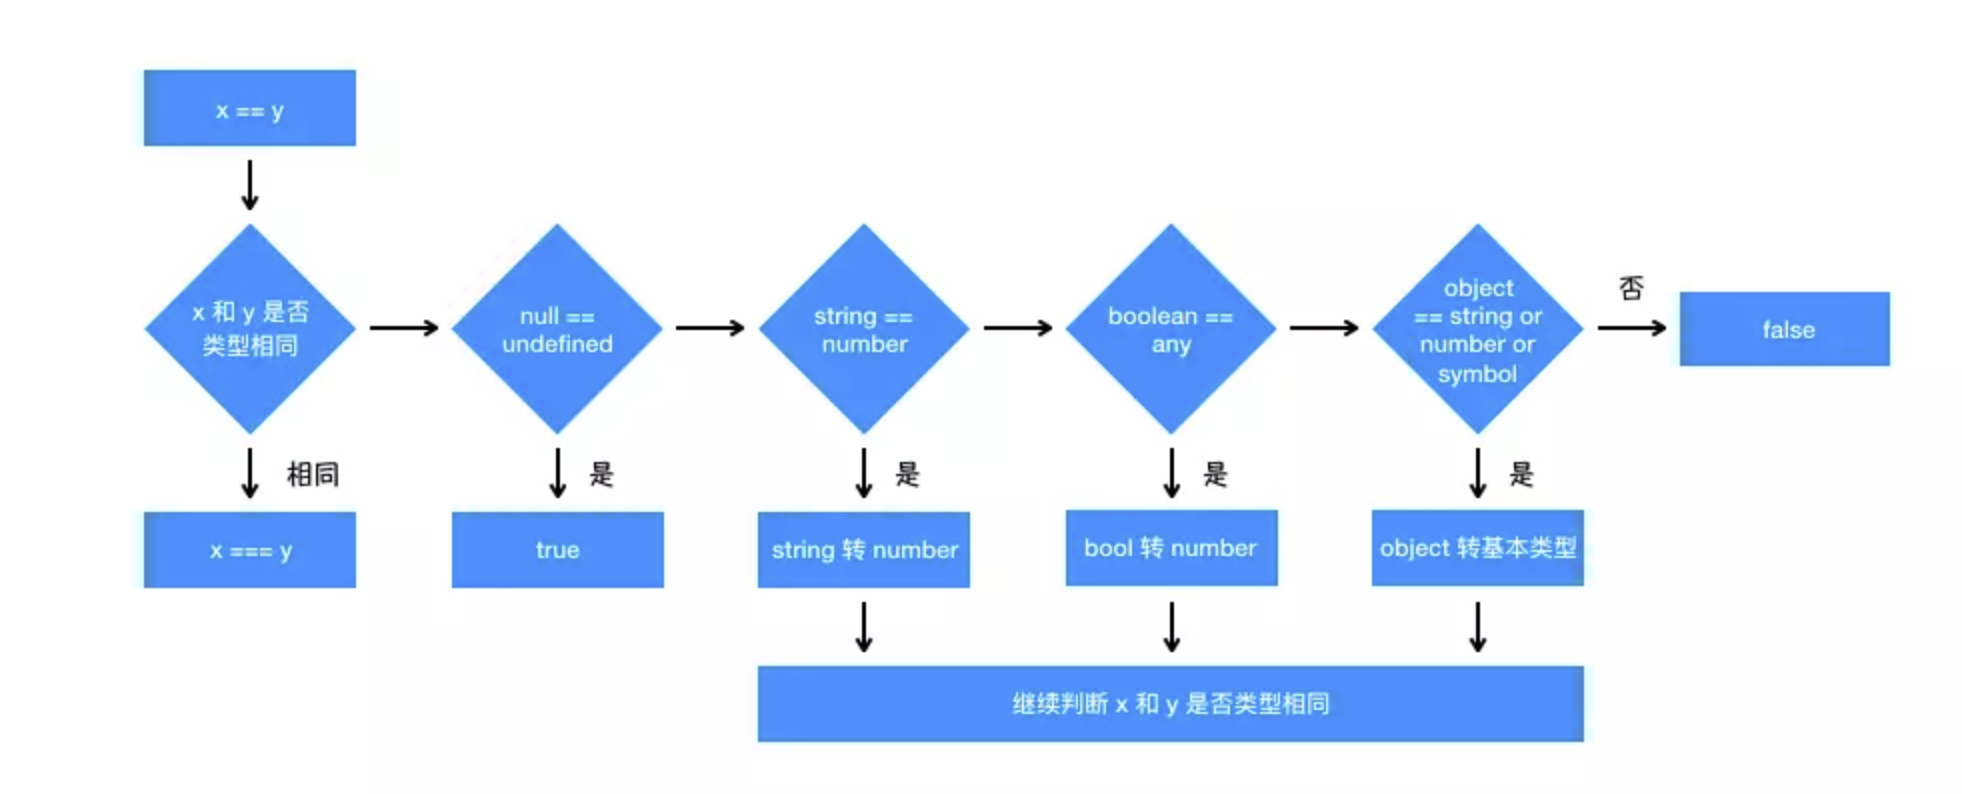 x == y
x 和 y 是否
类型相同
null ==
undefined
string ==
number
boolean ==
any
object
== string or
number or
symbol
否
false
相同
是
是
是
是
x === y
true
string 转 number
bool 转 number
object 转基本类型
继续判断 x 和 y 是否类型相同